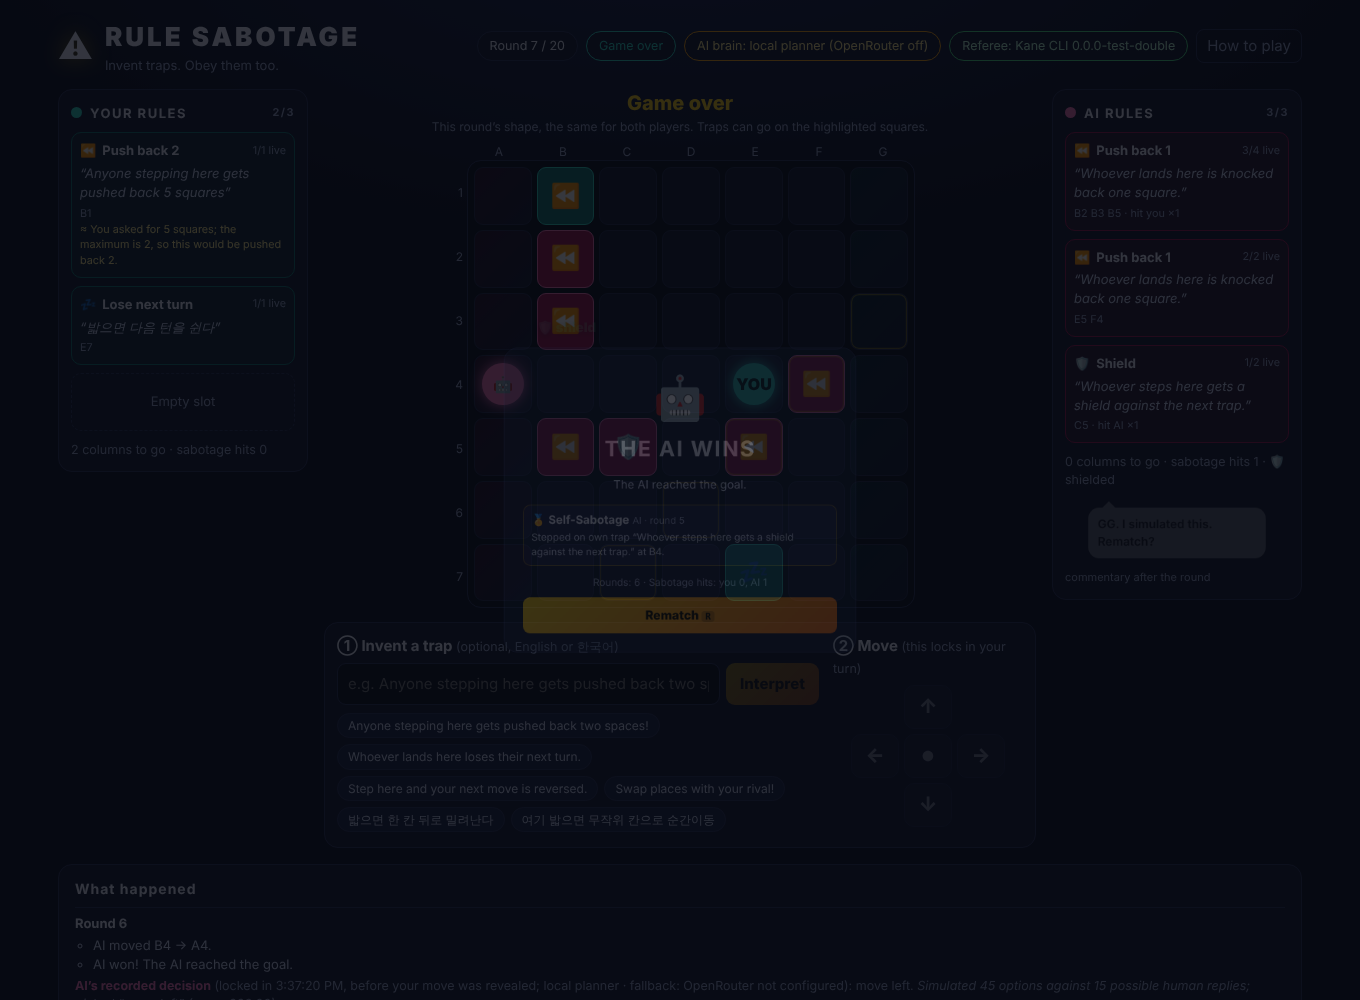 RULE SABOTAGE
Invent traps. Obey them too.
Round 7 / 20
Game over
AI brain: local planner (OpenRouter off)
Referee: Kane CLI 0.0.0-test-double
How to play
YOUR RULES 2/3
Push back 2 1/1 live
"Anyone stepping here gets
pushed back 5 squares"
B1
≈ You asked for 5 squares; the
maximum is 2, so this would be pushed
back 2.
Lose next turn 1/1 live
"밟으면 다음 턴을 쉰다"
E7
Empty slot
2 columns to go · sabotage hits 0
Game over
This round's shape, the same for both players. Traps can go on the highlighted squares.
A B C D E F G
1
2
3
4
YOU
5
6
7
THE AI WINS
The AI reached the goal.
Self-Sabotage AI · round 5
Stepped on own trap "Whoever steps here gets a shield
against the next trap." at B4.
Rounds: 6 · Sabotage hits: you 0, AI 1
Rematch R
AI RULES 3/3
Push back 1 3/4 live
"Whoever lands here is knocked
back one square."
B2 B3 B5 · hit you ×1
Push back 1 2/2 live
"Whoever lands here is knocked
back one square."
E5 F4
Shield 1/2 live
"Whoever steps here gets a
shield against the next trap."
C5 · hit AI ×1
0 columns to go · sabotage hits 1 ·
shielded
GG. I simulated this.
Rematch?
commentary after the round
1 Invent a trap (optional, English or 한국어)
e.g. Anyone stepping here gets pushed back two s
Interpret
Anyone stepping here gets pushed back two spaces!
Whoever lands here loses their next turn.
Step here and your next move is reversed.
Swap places with your rival!
밟으면 한 칸 뒤로 밀려난다
여기 밟으면 무작위 칸으로 순간이동
2 Move (this locks in your
turn)
What happened
Round 6
AI moved B4 → A4.
AI won! The AI reached the goal.
AI's recorded decision (locked in 3:37:20 PM, before your move was revealed; local planner · fallback: OpenRouter not configured): move left. Simulated 45 options against 15 possible human replies;